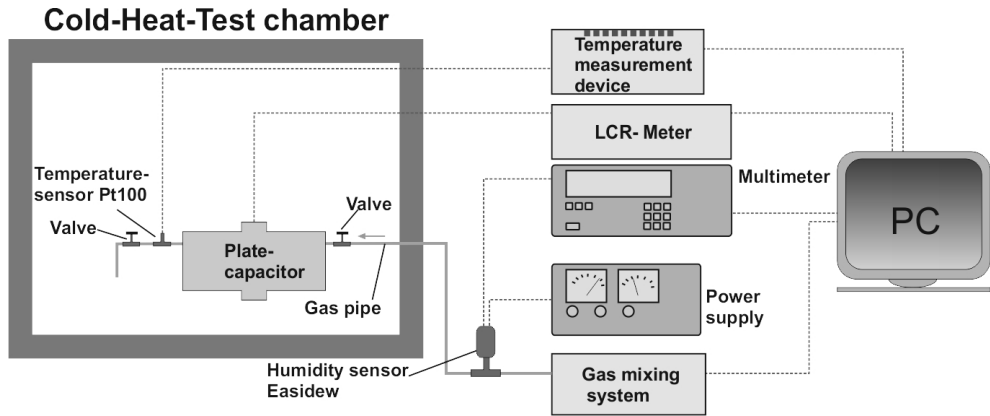 Cold-Heat-Test chamber
Temperature
measurement
device
LCR- Meter
Temperature-
sensor Pt100
Valve
Valve
Multimeter
PC
Plate-
capacitor
Gas pipe
Power
supply
Humidity sensor
Easidew
Gas mixing
system